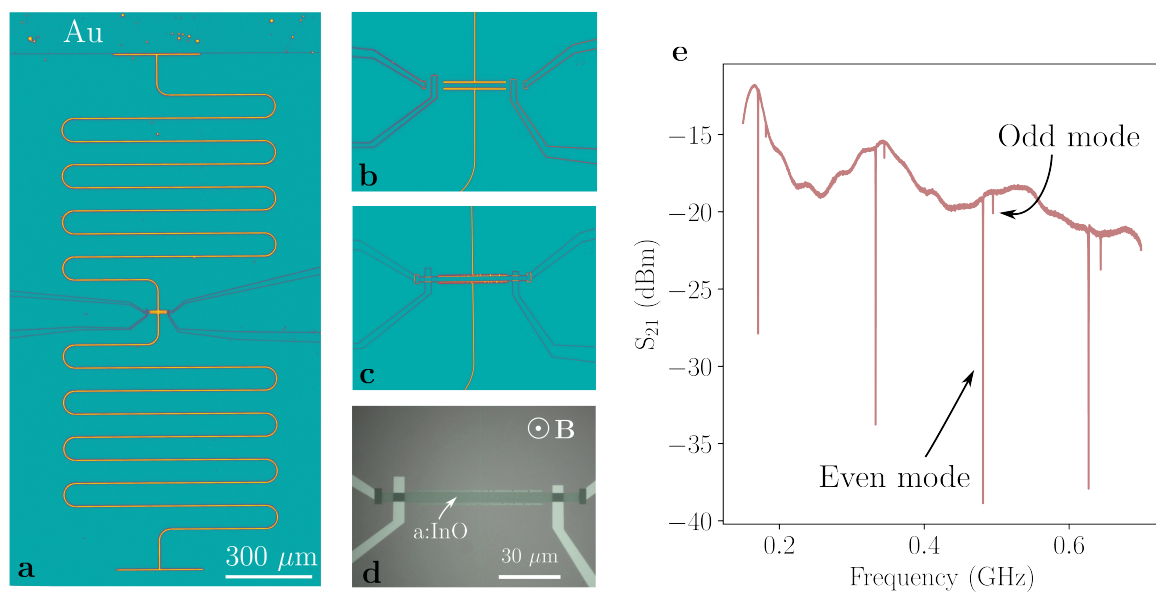 Au
300 μm
a
b
c
⊙B
a:InO
30 μm
d
e
S21 (dBm)
−15
−20
−25
−30
−35
−40
Odd mode
Even mode
0.2
0.4
0.6
Frequency (GHz)